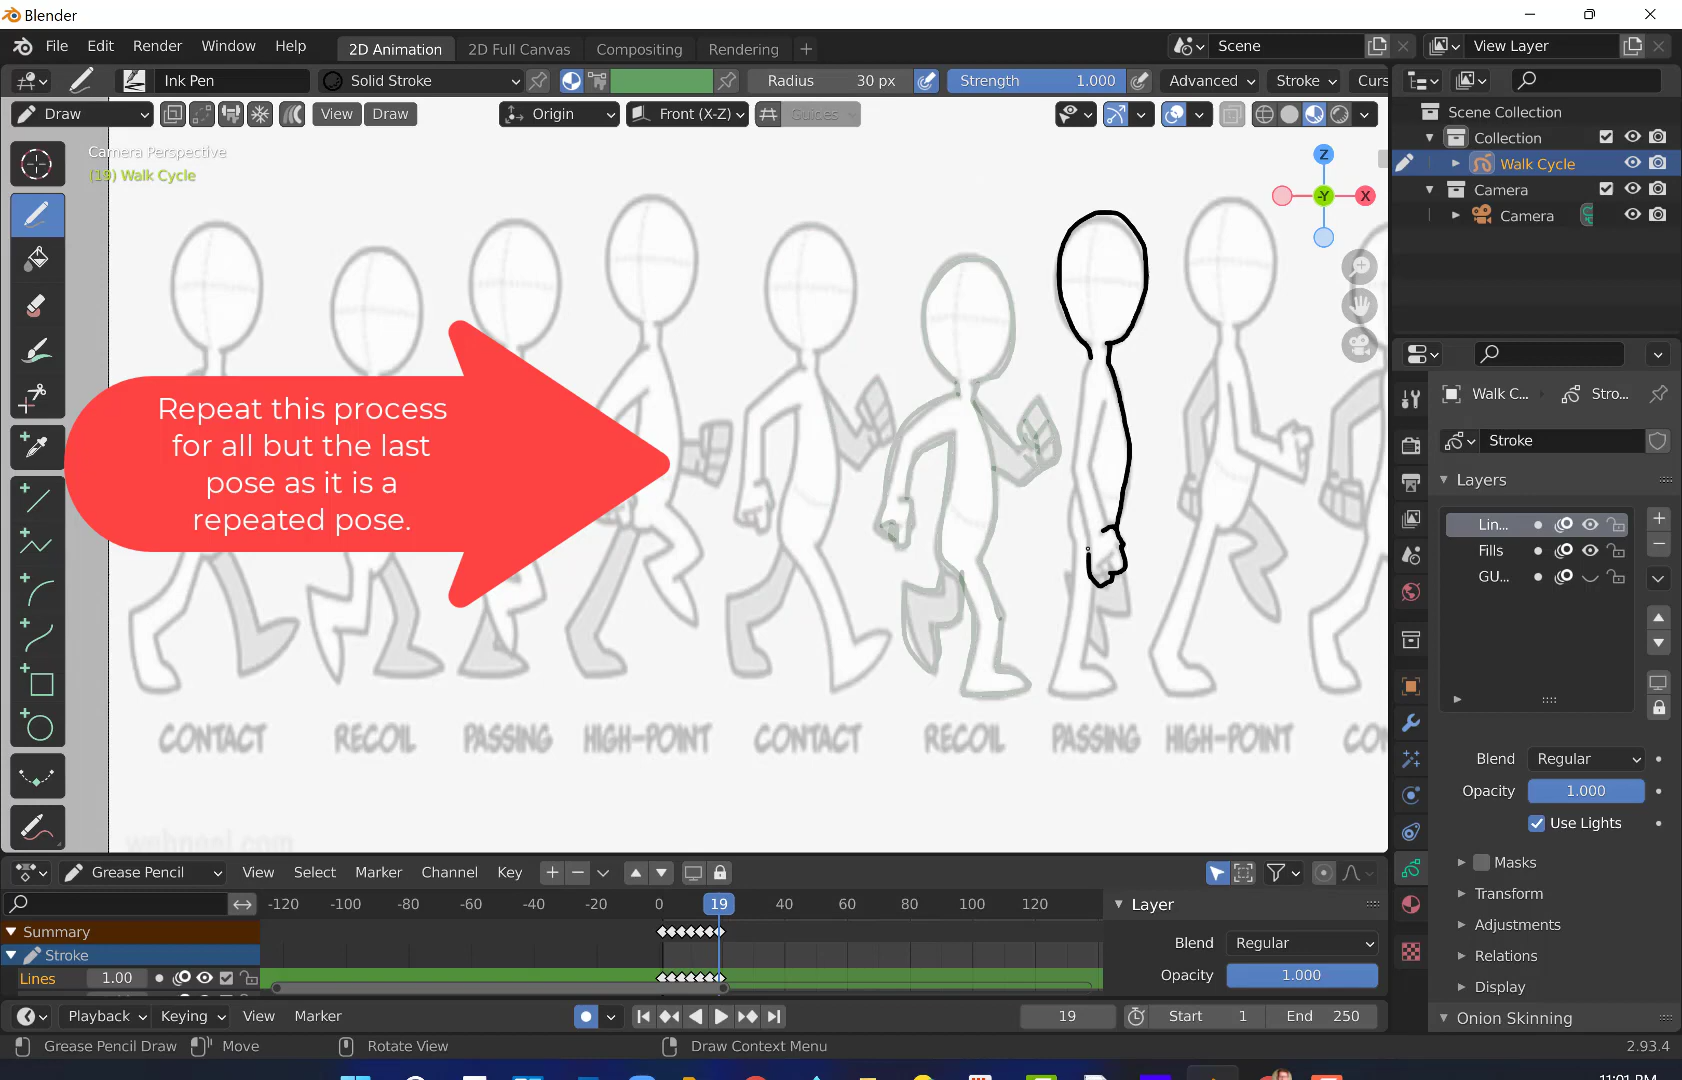 Blender
File Edit Render Window Help 2D Animation 2D Full Canvas Compositing Rendering + Scene View Layer
Ink Pen Solid Stroke Radius 30 px Strength 1.000 Advanced Stroke Curs
Draw View Draw Origin Front (X-Z) Guides
Camera Perspective
(19) Walk Cycle
Z
-Y X
Repeat this process
for all but the last
pose as it is a
repeated pose.
CONTACT RECOIL PASSING HIGH-POINT CONTACT RECOIL PASSING HIGH-POINT CO
Scene Collection
Collection
Walk Cycle
Camera
Camera
Walk C... Stro...
Stroke
Layers
Lin...
Fills
GU...
Blend Regular
Opacity 1.000
Use Lights
Masks
Transform
Adjustments
Relations
Display
Onion Skinning
Grease Pencil View Select Marker Channel Key
-120 -100 -80 -60 -40 -20 0 19 40 60 80 100 120
Summary
Stroke
Lines 1.00
Layer
Blend Regular
Opacity 1.000
Playback Keying View Marker 19 Start 1 End 250
Grease Pencil Draw Move Rotate View Draw Context Menu 2.93.4
11:01 PM